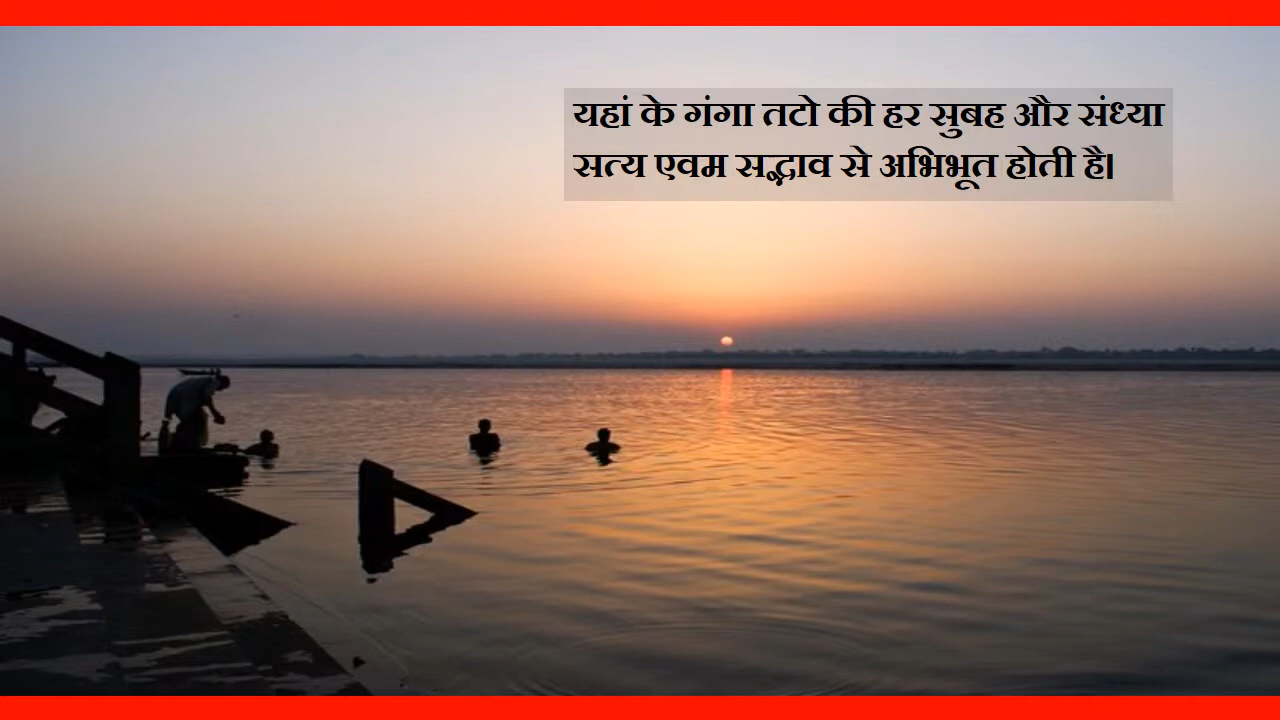 यहां के गंगा तटो की हर सुबह और संध्या
सत्य एवम सद्भाव से अभिभूत होती है।